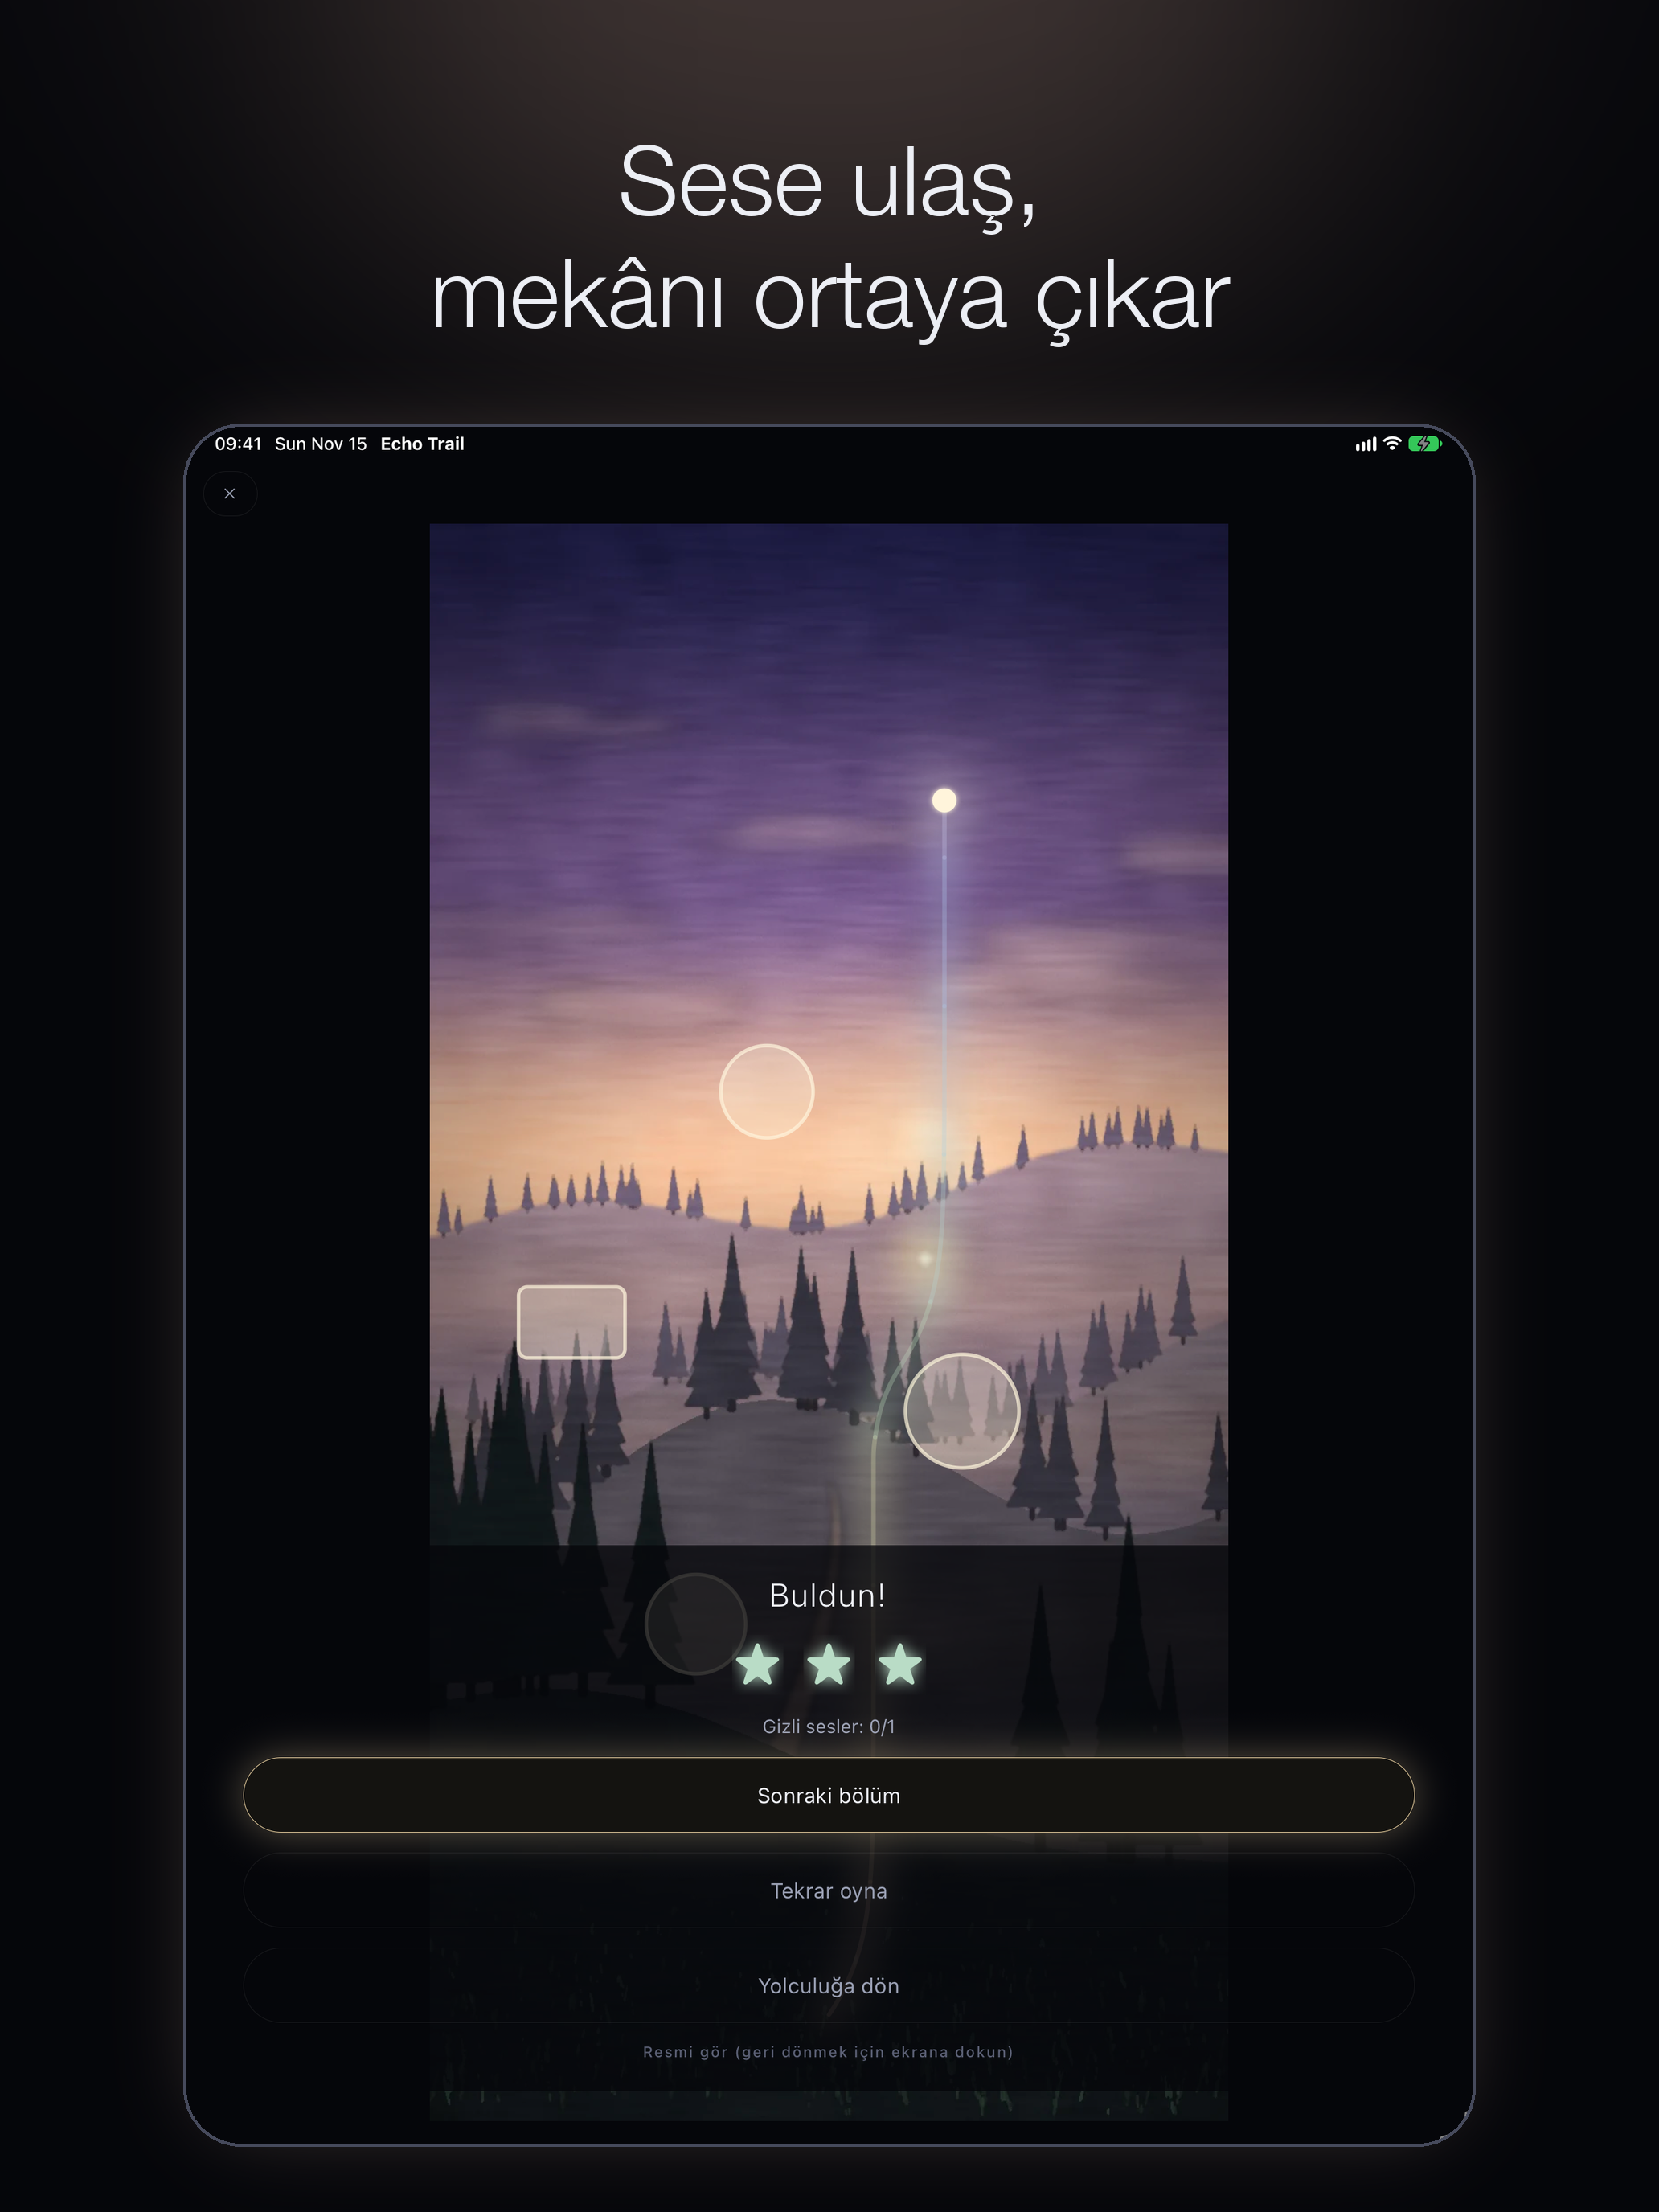 Sese ulaş,
mekânı ortaya çıkar
09:41 Sun Nov 15 Echo Trail
Buldun!
Gizli sesler: 0/1
Sonraki bölüm
Tekrar oyna
Yolculuğa dön
Resmi gör (geri dönmek için ekrana dokun)